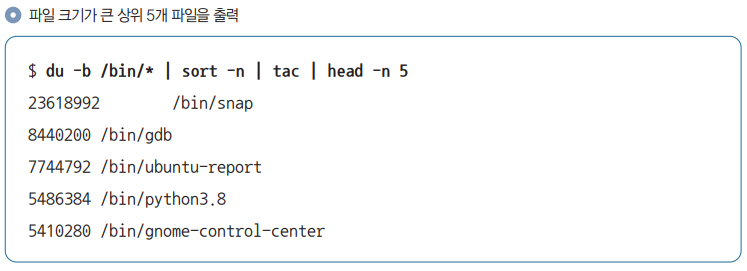 파일 크기가 큰 상위 5개 파일을 출력
$ du -b /bin/* | sort -n | tac | head -n 5
23618992 /bin/snap
8440200 /bin/gdb
7744792 /bin/ubuntu-report
5486384 /bin/python3.8
5410280 /bin/gnome-control-center